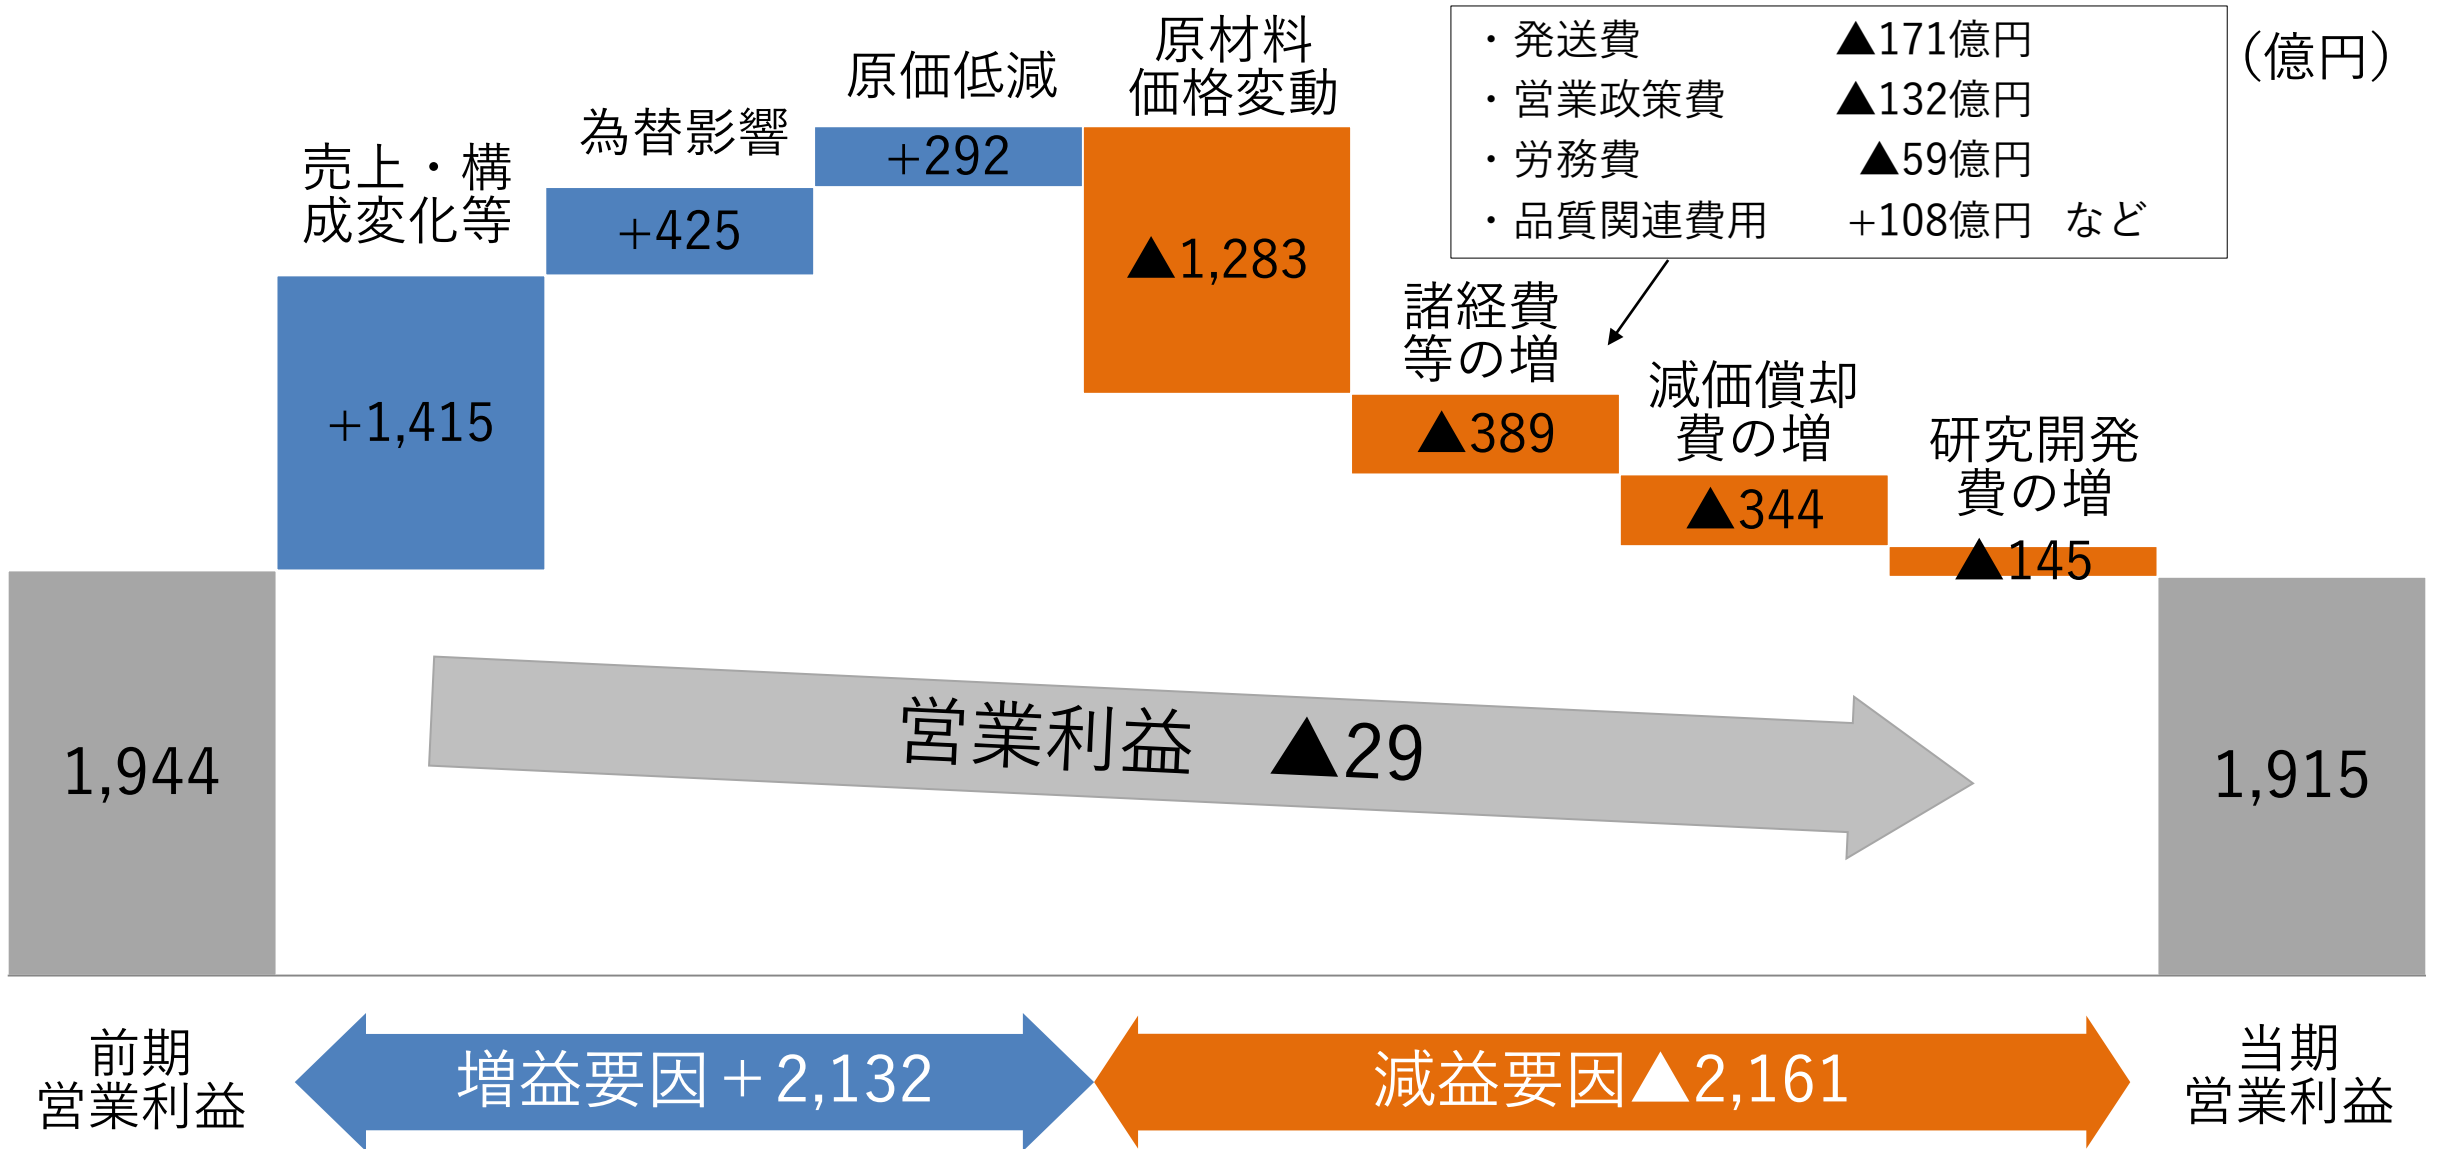 （億円）
・発送費 ▲171億円
・営業政策費 ▲132億円
・労務費 ▲59億円
・品質関連費用 +108億円 など
売上・構
成変化等
+1,415
為替影響
+425
原価低減
+292
原材料
価格変動
▲1,283
諸経費
等の増
▲389
減価償却
費の増
▲344
研究開発
費の増
▲145
1,944
営業利益 ▲29
1,915
前期
営業利益
増益要因＋2,132
減益要因▲2,161
当期
営業利益